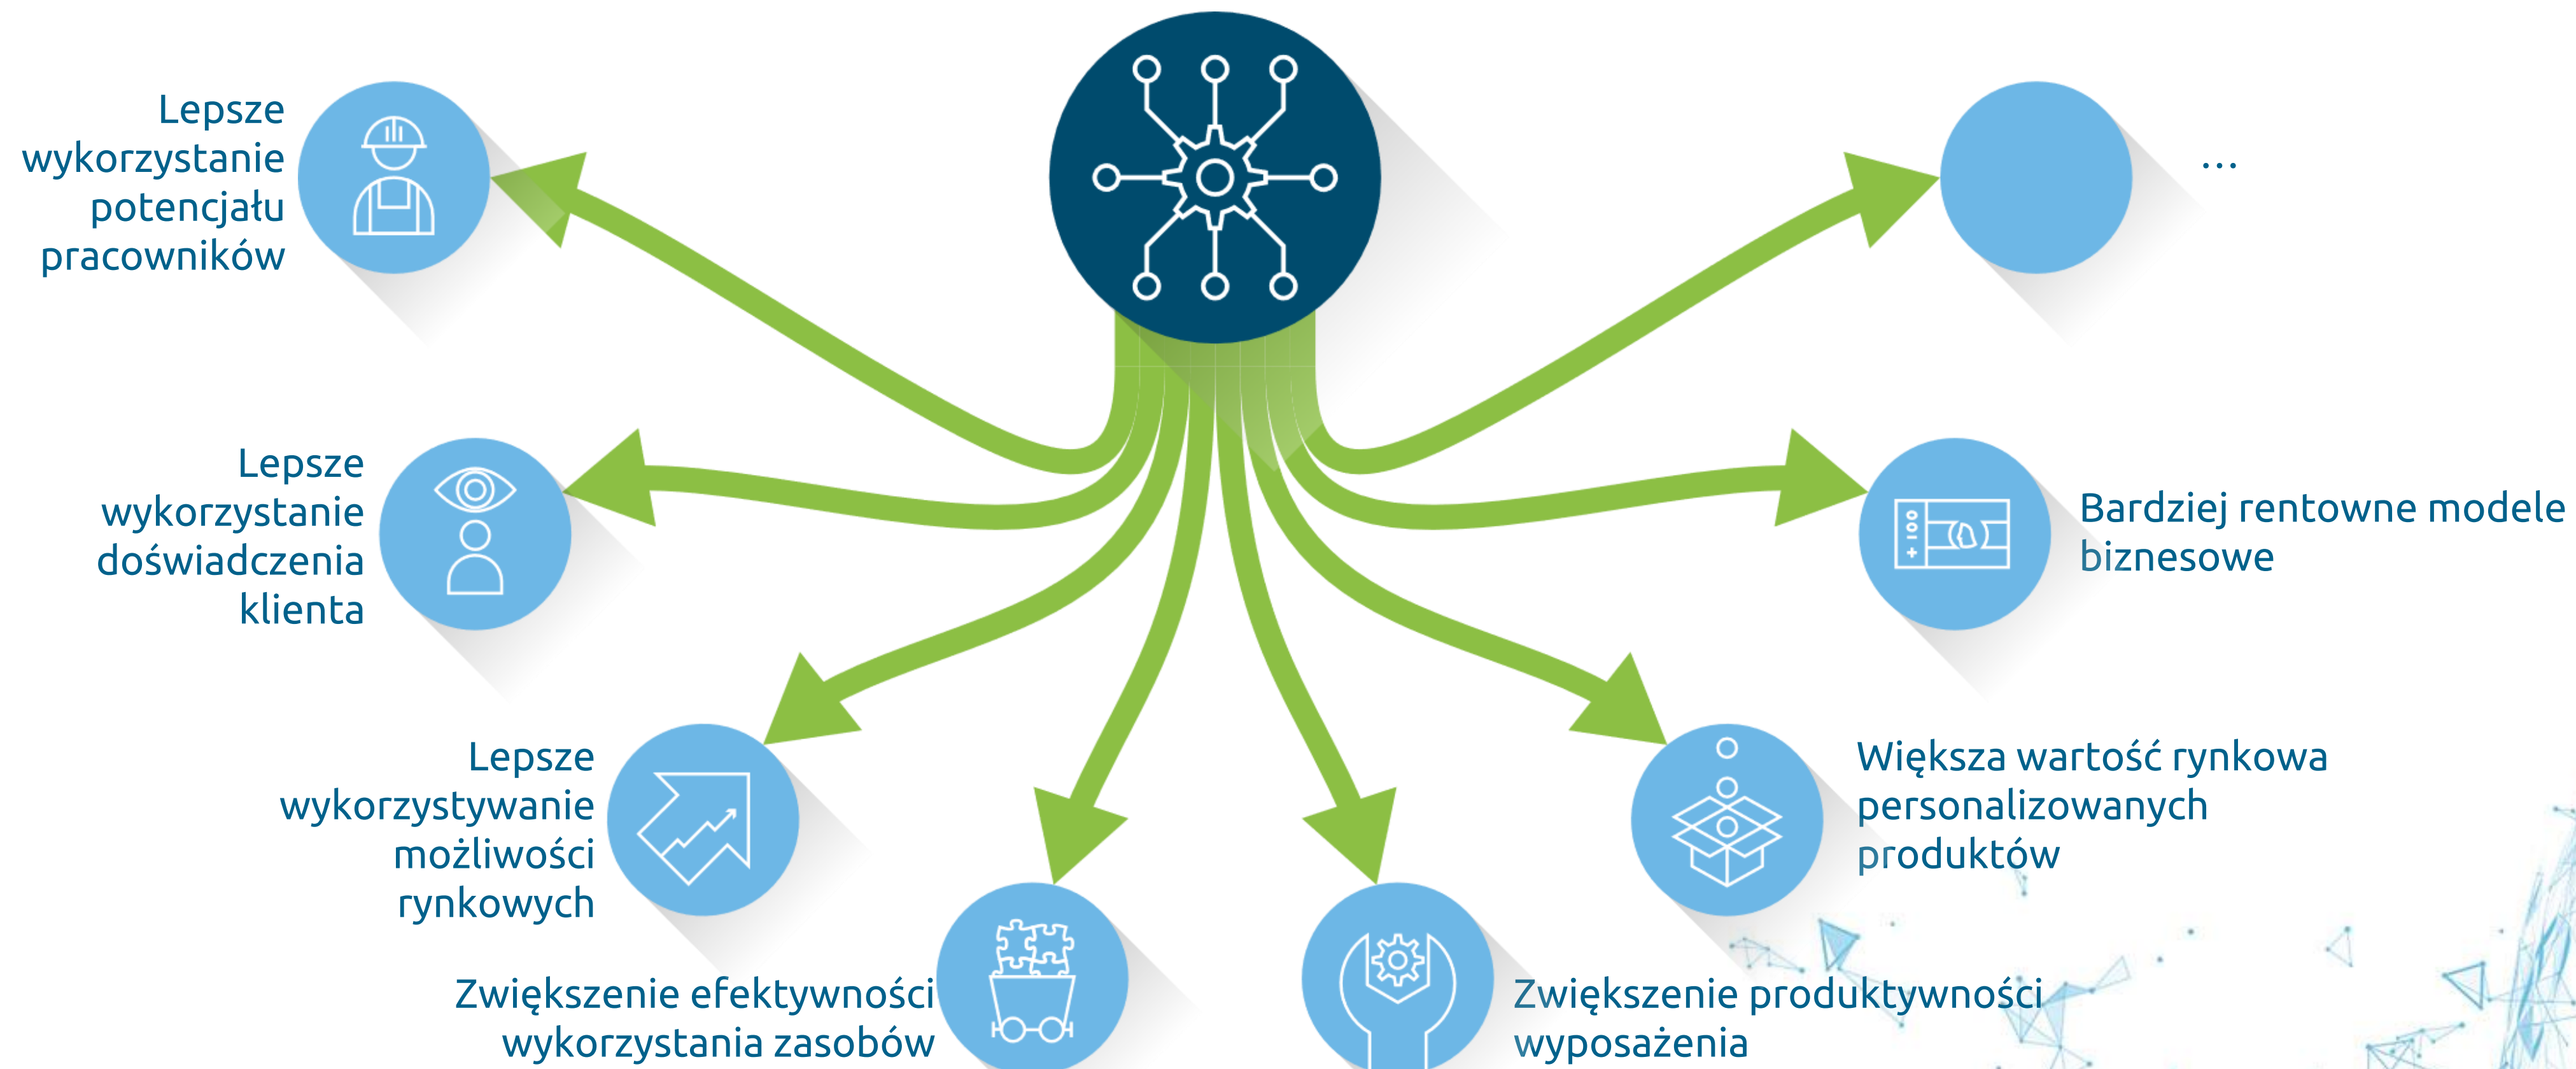 Lepsze
wykorzystanie
potencjału
pracowników
...
Lepsze
wykorzystanie
doświadczenia
klienta
+ 100
Bardziej rentowne modele
biznesowe
Lepsze
wykorzystywanie
możliwości
rynkowych
Większa wartość rynkowa
personalizowanych
produktów
Zwiększenie efektywności
wykorzystania zasobów
Zwiększenie produktywności
wyposażenia